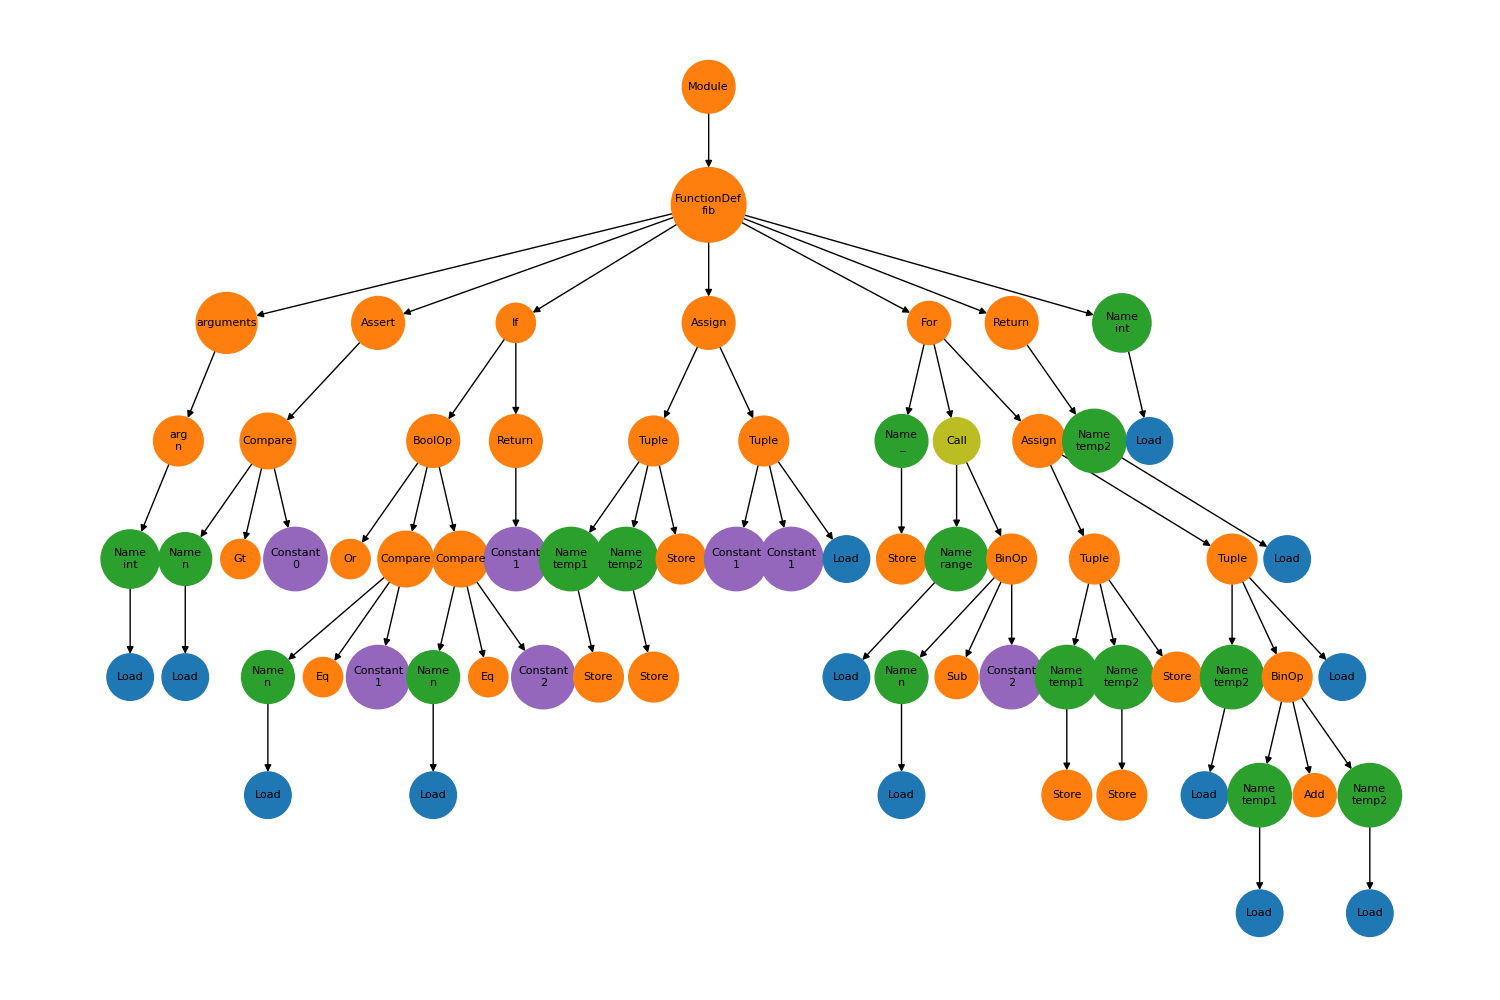 Module
FunctionDef
fib
arguments
Assert
If
Assign
For
Return
Name
int
arg
n
Compare
BoolOp
Return
Tuple
Tuple
Name
_
Call
Assign
Name
temp2
Load
Name
int
Name
n
Gt
Constant
0
Or
Compare
Compare
Constant
1
Name
temp1
Name
temp2
Store
Constant
1
Constant
1
Load
Store
Name
range
BinOp
Tuple
Tuple
Load
Load
Load
Name
n
Eq
Constant
1
Name
n
Eq
Constant
2
Store
Store
Load
Name
n
Sub
Constant
2
Name
temp1
Name
temp2
Store
Name
temp2
BinOp
Load
Load
Load
Load
Store
Store
Load
Name
temp1
Add
Name
temp2
Load
Load